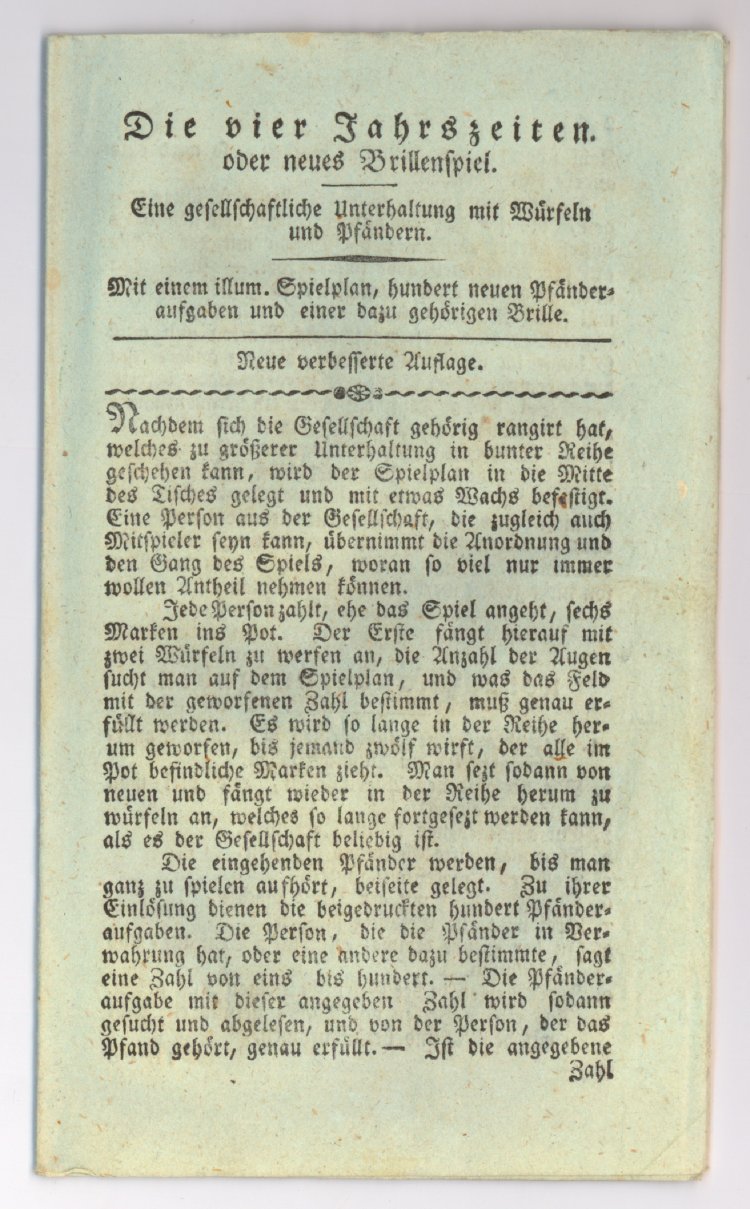 Die vier Jahrszeiten.
oder neues Brillenspiel.
Eine gesellschaftliche Unterhaltung mit Würfeln
und Pfändern.
Mit einem illum. Spielplan, hundert neuen Pfänder-
aufgaben und einer dazu gehörigen Brille.
Neue verbesserte Auflage.
Nachdem sich die Gesellschaft gehörig rangirt hat,
welches zu größerer Unterhaltung in bunter Reihe
geschehen kann, wird der Spielplan in die Mitte
des Tisches gelegt und mit etwas Wachs befestigt.
Eine Person aus der Gesellschaft, die zugleich auch
Mitspieler seyn kann, übernimmt die Anordnung und
den Gang des Spiels, woran so viel nur immer
wollen Antheil nehmen können.
Jede Person zahlt, ehe das Spiel angeht, sechs
Marken ins Pot. Der Erste fängt hierauf mit
zwei Würfeln zu werfen an, die Anzahl der Augen
sucht man auf dem Spielplan, und was das Feld
mit der geworfenen Zahl bestimmt, muß genau er-
füllt werden. Es wird so lange in der Reihe her-
um geworfen, bis jemand zwölf wirft, der alle im
Pot befindliche Marken zieht. Man sezt sodann von
neuen und fängt wieder in der Reihe herum zu
würfeln an, welches so lange fortgesezt werden kann,
als es der Gesellschaft beliebig ist.
Die eingehenden Pfänder werden, bis man
ganz zu spielen aufhört, beiseite gelegt. Zu ihrer
Einlösung dienen die beigedruckten hundert Pfänder-
aufgaben. Die Person, die die Pfänder in Ver-
wahrung hat, oder eine andere dazu bestimmte, sagt
eine Zahl von eins bis hundert. — Die Pfänder-
aufgabe mit dieser angegeben Zahl wird sodann
gesucht und abgelesen, und von der Person, der das
Pfand gehört, genau erfüllt. — Ist die angegebene
Zahl